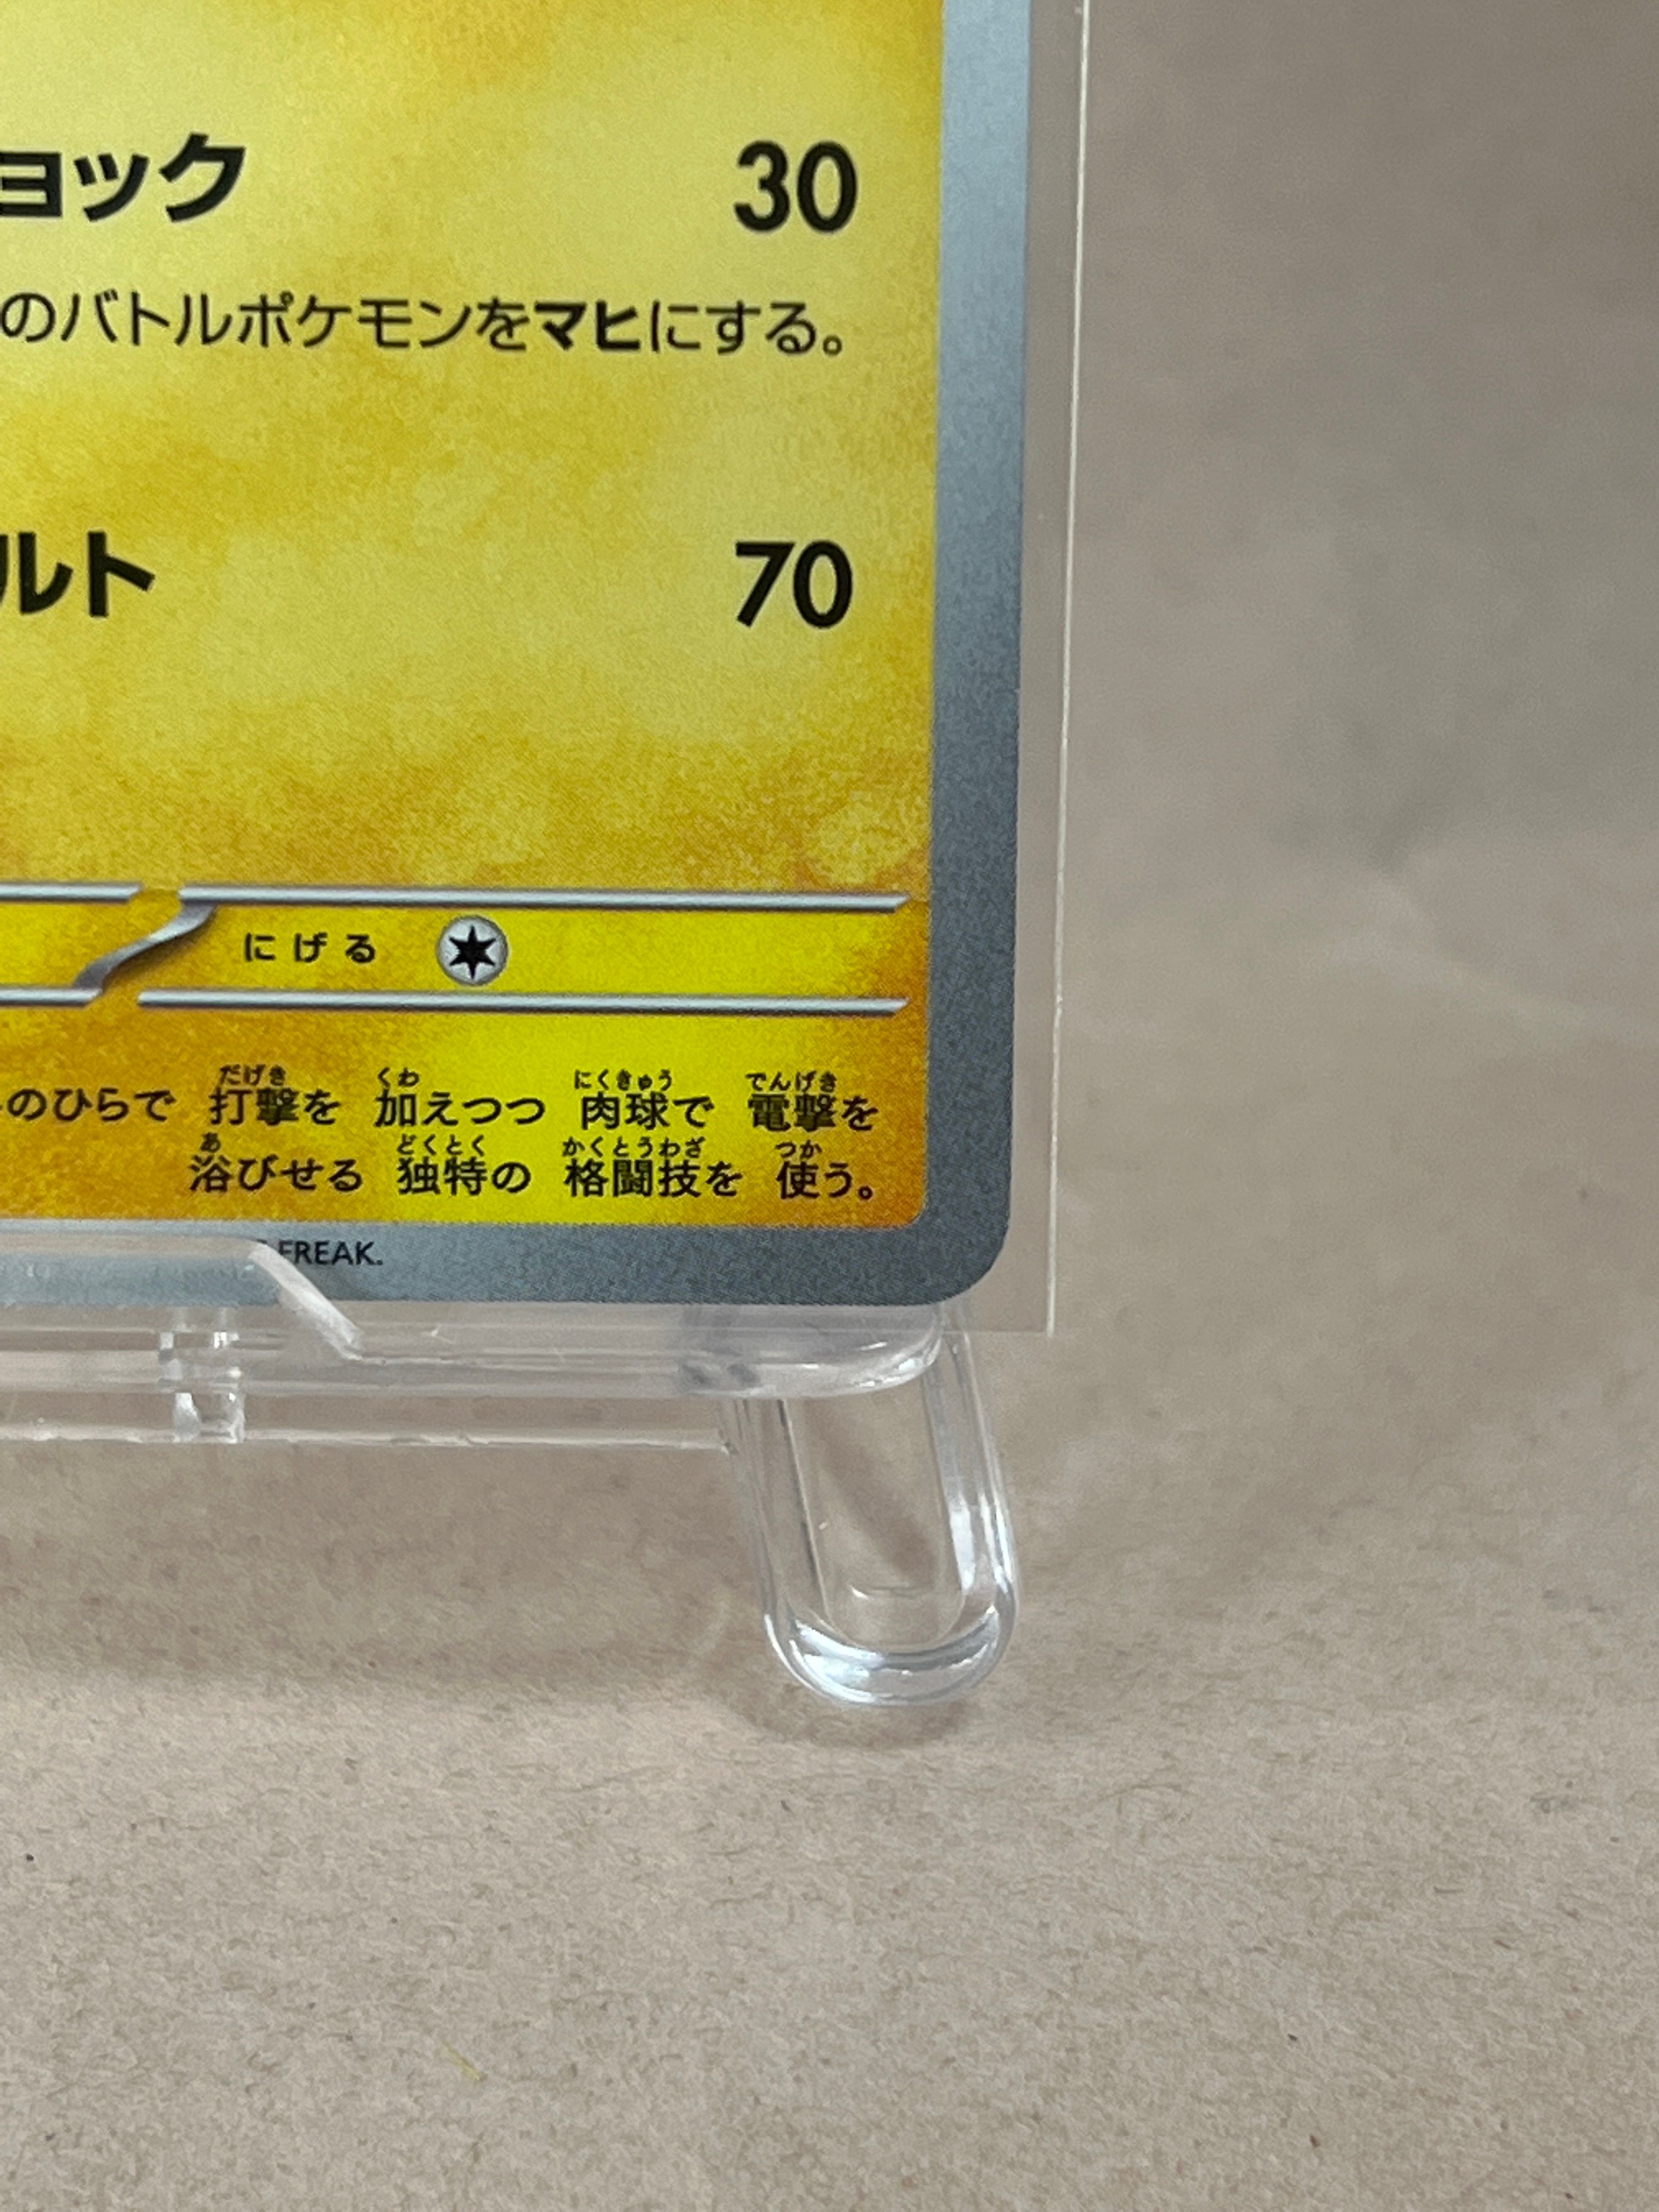 ョック 30
のバトルポケモンをマヒにする。
ルト 70
にげる
だげき くわ にくきゅう でんげき
のひらで 打撃を 加えつつ 肉球で 電撃を
あ どくとく かくとうわざ つか
浴びせる 独特の 格闘技を 使う。
FREAK.